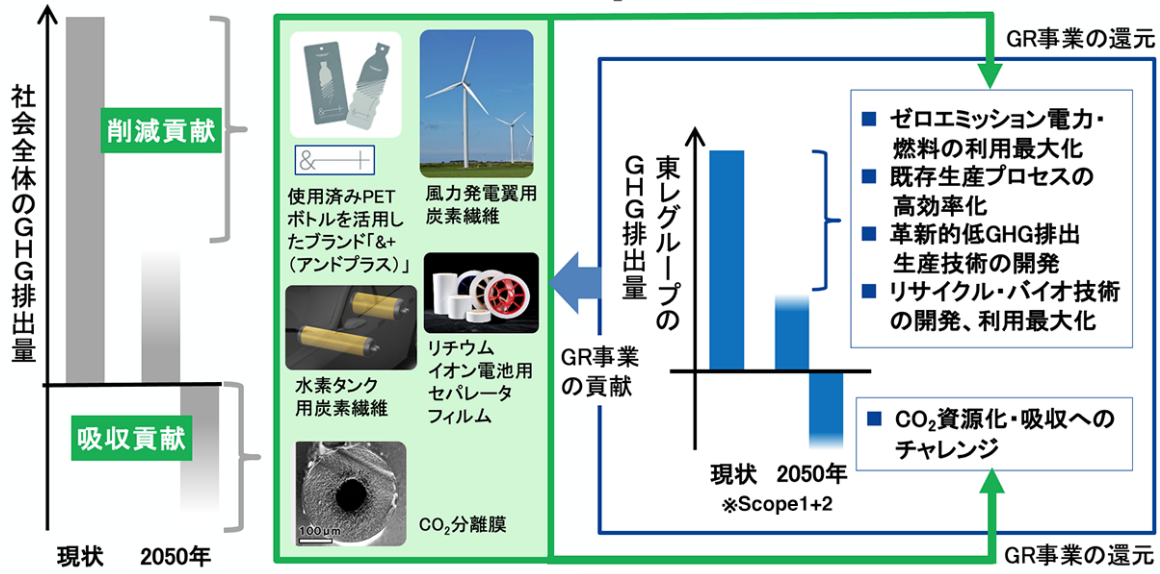 社会全体のGHG排出量
削減貢献
吸収貢献
現状
2050年
&+
使用済みPET
ボトルを活用し
たブランド「&+
(アンドプラス)」
風力発電翼用
炭素繊維
水素タンク
用炭素繊維
リチウム
イオン電池用
セパレータ
フィルム
100μm
CO₂分離膜
GR事業
の貢献
東レグループの
GHG排出量
現状
2050年
※Scope1+2
GR事業の還元
■ ゼロエミッション電力・
燃料の利用最大化
■ 既存生産プロセスの
高効率化
■ 革新的低GHG排出
生産技術の開発
■ リサイクル・バイオ技術
の開発、利用最大化
■ CO₂資源化・吸収への
チャレンジ
GR事業の還元